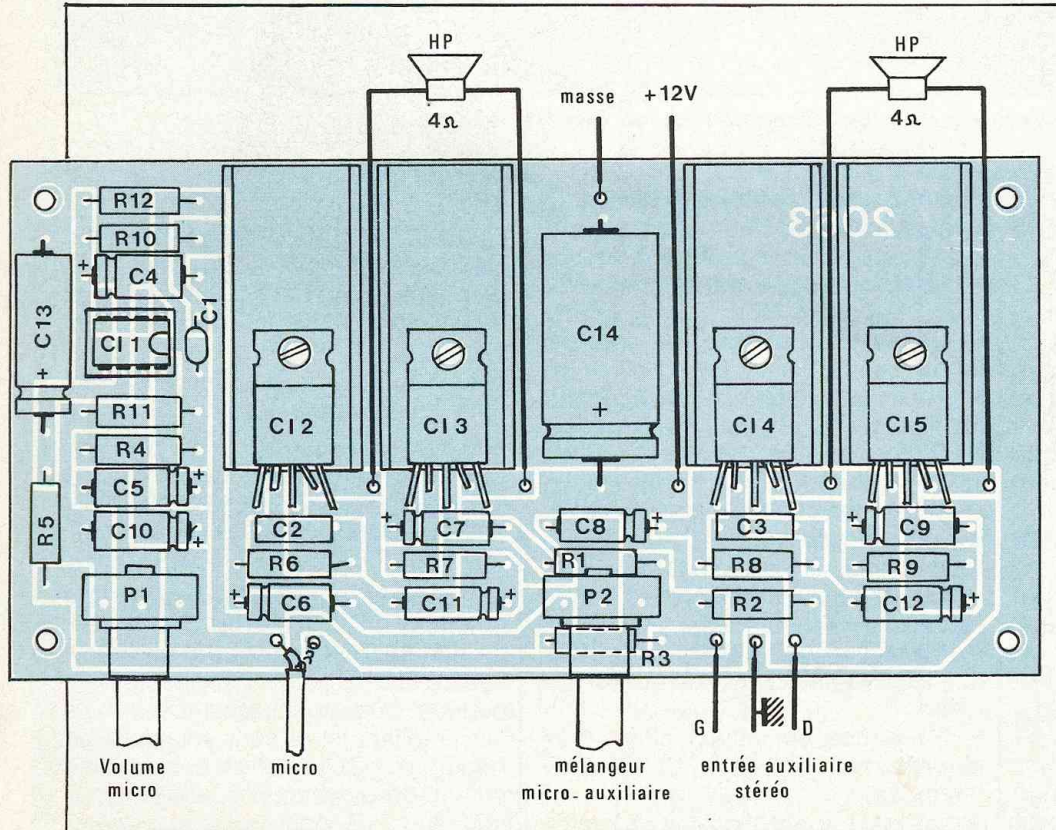 HP
HP
4Ω
masse
+12V
4Ω
2063
R12
R10
+
C4
C1
C13
+
CI 1
C14
+
CI2
CI3
CI4
CI5
R11
R4
C5
+
R5
C10
+
C2
+
C7
C8
+
C3
+
C9
R6
R7
R1
R8
R9
P1
+
C6
C11
+
P2
R2
C12
+
R3
G
D
Volume
micro
micro
mélangeur
micro-auxiliaire
entrée auxiliaire
stéréo